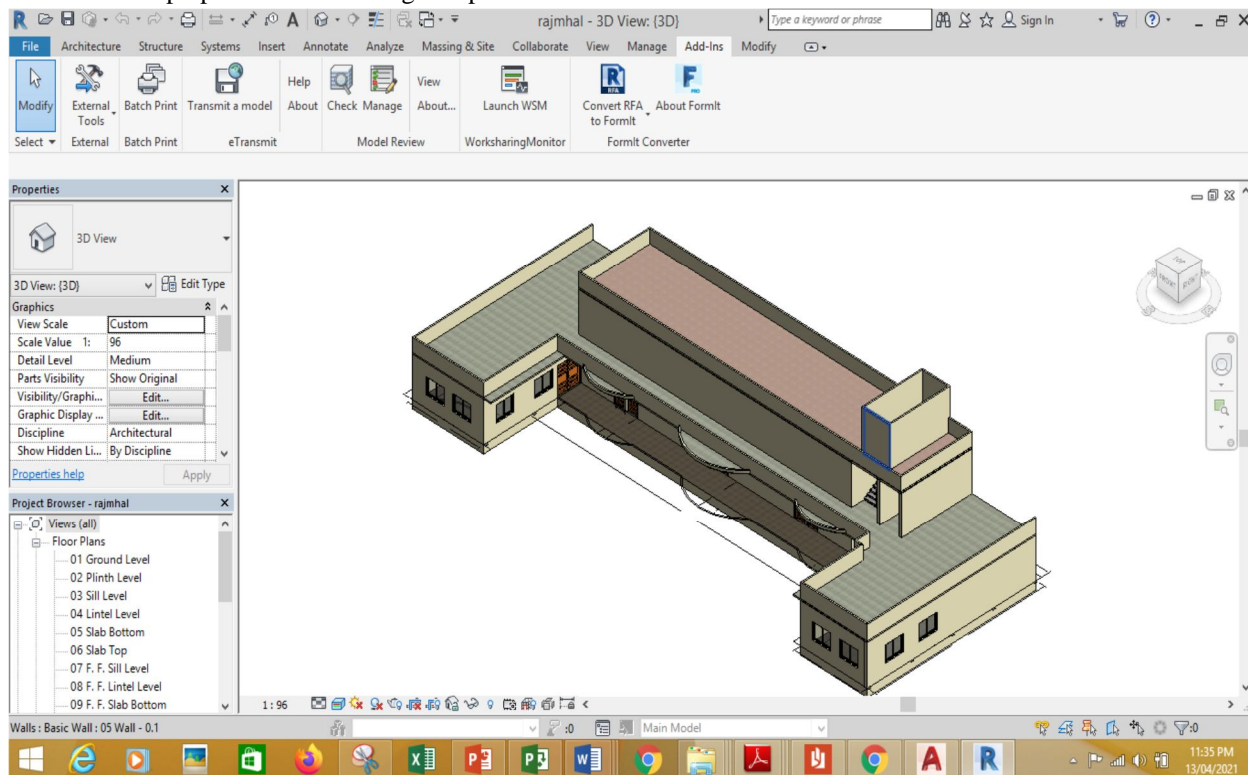 rajmhal - 3D View: {3D}
Type a keyword or phrase
Sign In
File Architecture Structure Systems Insert Annotate Analyze Massing & Site Collaborate View Manage Add-Ins Modify
Modify
External Tools
Batch Print
Transmit a model
Help
About
Check
Manage
View
About...
Launch WSM
Convert RFA to FormIt
About FormIt
Select External Batch Print eTransmit Model Review WorksharingMonitor FormIt Converter
Properties
3D View
3D View: {3D} Edit Type
Graphics
View Scale Custom
Scale Value 1: 96
Detail Level Medium
Parts Visibility Show Original
Visibility/Graphi... Edit...
Graphic Display ... Edit...
Discipline Architectural
Show Hidden Li... By Discipline
Properties help Apply
Project Browser - rajmhal
Views (all)
Floor Plans
01 Ground Level
02 Plinth Level
03 Sill Level
04 Lintel Level
05 Slab Bottom
06 Slab Top
07 F. F. Sill Level
08 F. F. Lintel Level
09 F. F. Slab Bottom
TOP
FRONT
RIGHT
1 : 96
Walls : Basic Wall : 05 Wall - 0.1
:0
Main Model
:0
11:35 PM
13/04/2021